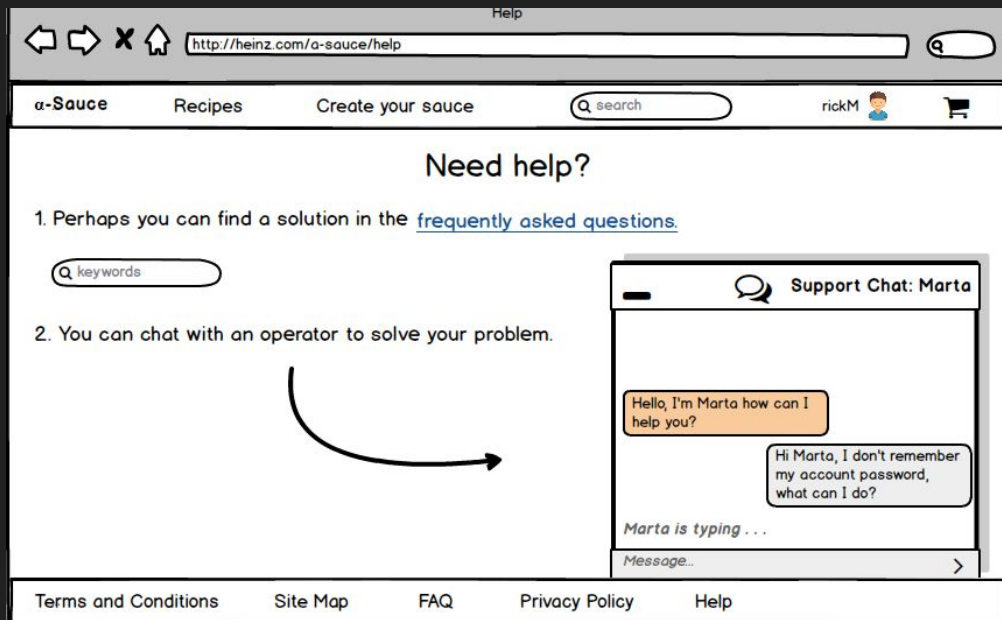 Help
http://heinz.com/a-sauce/help
α-Sauce Recipes Create your sauce search rickM
Need help?
1. Perhaps you can find a solution in the frequently asked questions.
keywords
2. You can chat with an operator to solve your problem.
Support Chat: Marta
Hello, I'm Marta how can I
help you?
Hi Marta, I don't remember
my account password,
what can I do?
Marta is typing . . .
Message...
Terms and Conditions Site Map FAQ Privacy Policy Help